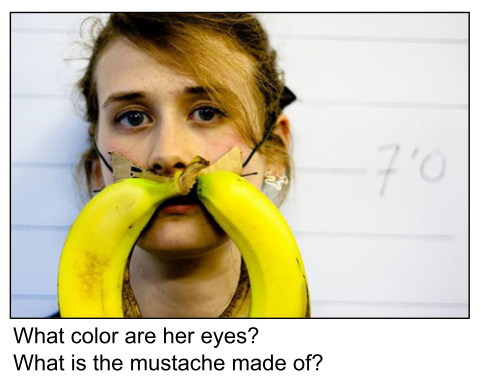 7'0
What color are her eyes?
What is the mustache made of?